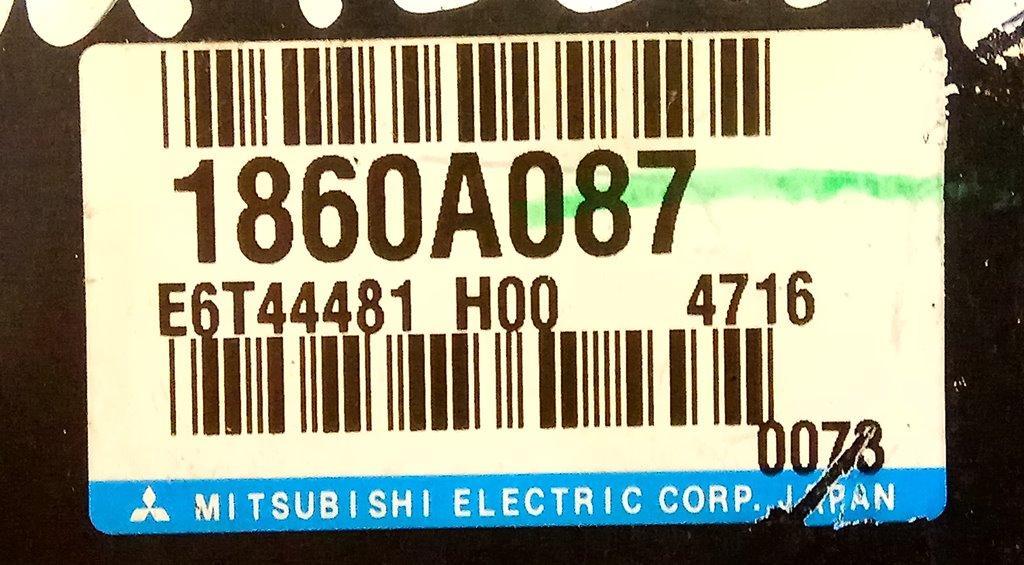 1860A087
E6T44481 H00 4716
0073
MITSUBISHI ELECTRIC CORP. JAPAN